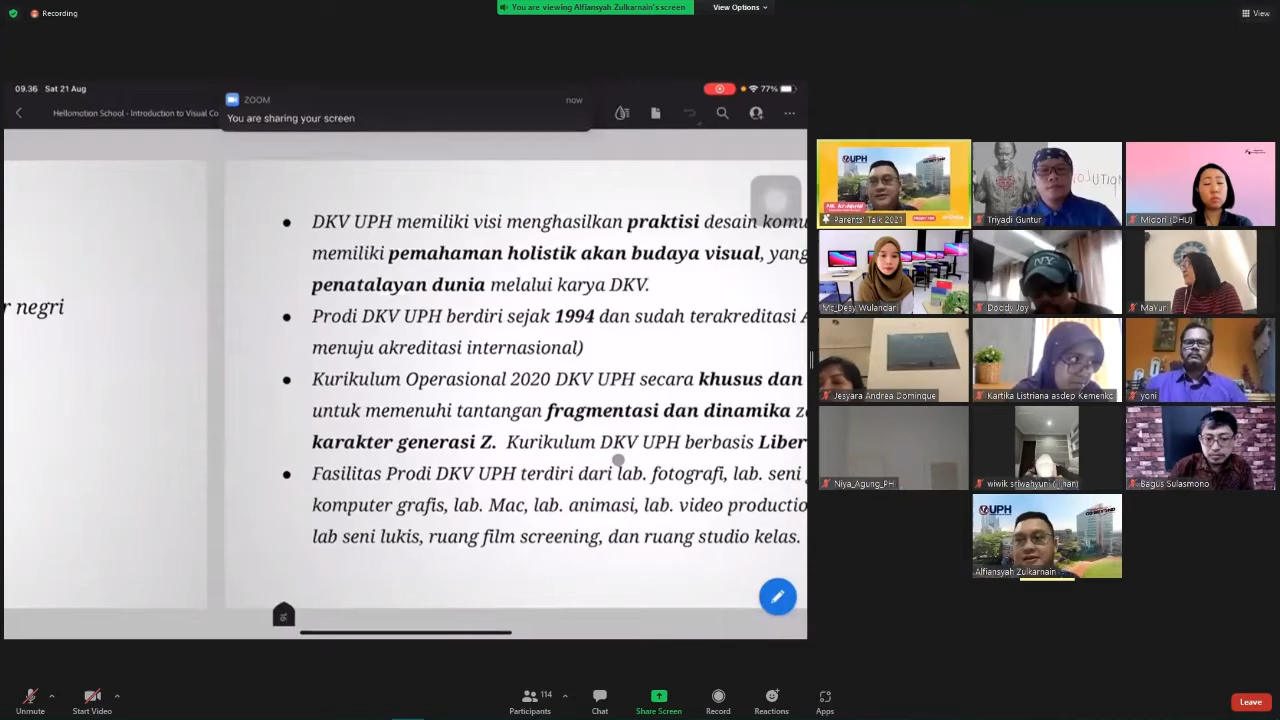 Recording
You are viewing Alfiansyah Zulkarnain's screen
View Options
View
09.36 Sat 21 Aug
77%
ZOOM
now
You are sharing your screen
Hellomotion School - Introduction to Visual Co
r negri
DKV UPH memiliki visi menghasilkan praktisi desain komu
memiliki pemahaman holistik akan budaya visual, yang
penatalayan dunia melalui karya DKV.
Prodi DKV UPH berdiri sejak 1994 dan sudah terakreditasi A
menuju akreditasi internasional)
Kurikulum Operasional 2020 DKV UPH secara khusus dan
untuk memenuhi tantangan fragmentasi dan dinamika z
karakter generasi Z. Kurikulum DKV UPH berbasis Liber
Fasilitas Prodi DKV UPH terdiri dari lab. fotografi, lab. seni
komputer grafis, lab. Mac, lab. animasi, lab. video productio
lab seni lukis, ruang film screening, dan ruang studio kelas.
UPH
Parents' Talk 2021
Triyadi Guntur
Midori (DHU)
Ms_Desy Wulandari
NY
Doddy Joy
MaYuni
Jesyara Andrea Dominque
Kartika Listriana asdep Kemenko
yoni
Niya_Agung_PH
wiwik sriwahyuni (Jihan)
Bagus Sulasmono
UPH
Alfiansyah Zulkarnain
Unmute
Start Video
114
Participants
Chat
Share Screen
Record
Reactions
Apps
Leave